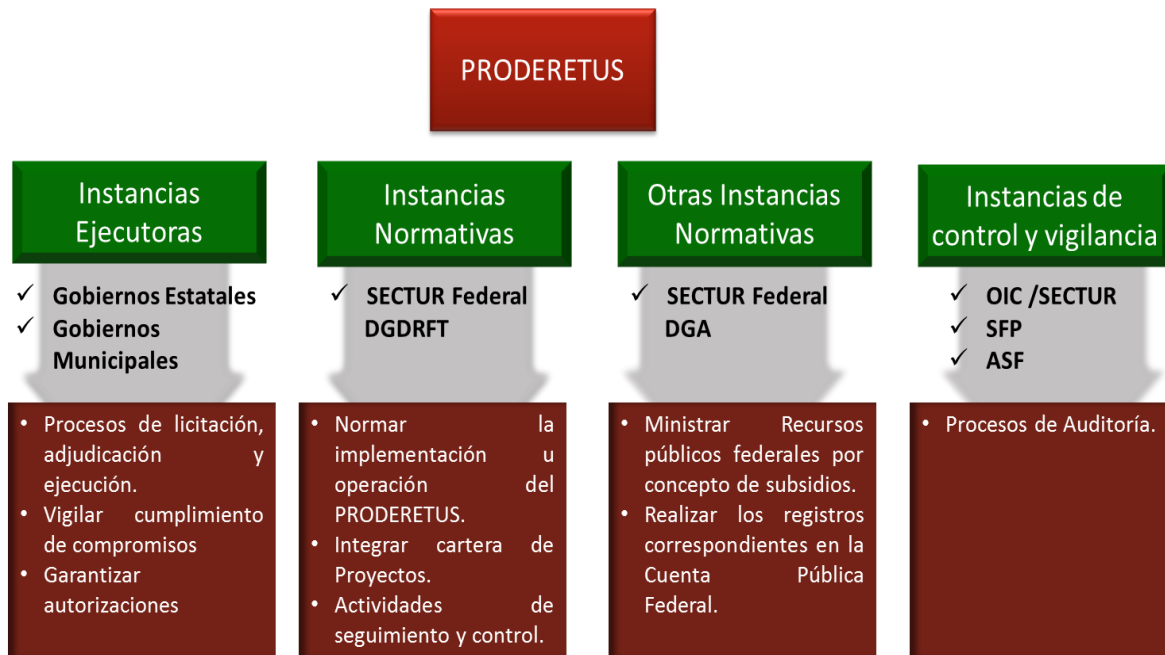 PRODERETUS
Instancias
Ejecutoras
✓ Gobiernos Estatales
✓ Gobiernos
Municipales
• Procesos de licitación,
adjudicación y
ejecución.
• Vigilar cumplimiento
de compromisos
• Garantizar
autorizaciones
Instancias
Normativas
✓ SECTUR Federal
DGDRFT
• Normar la
implementación u
operación del
PRODERETUS.
• Integrar cartera de
Proyectos.
• Actividades de
seguimiento y control.
Otras Instancias
Normativas
✓ SECTUR Federal
DGA
• Ministrar Recursos
públicos federales por
concepto de subsidios.
• Realizar los registros
correspondientes en la
Cuenta Pública
Federal.
Instancias de
control y vigilancia
✓ OIC /SECTUR
✓ SFP
✓ ASF
• Procesos de Auditoría.